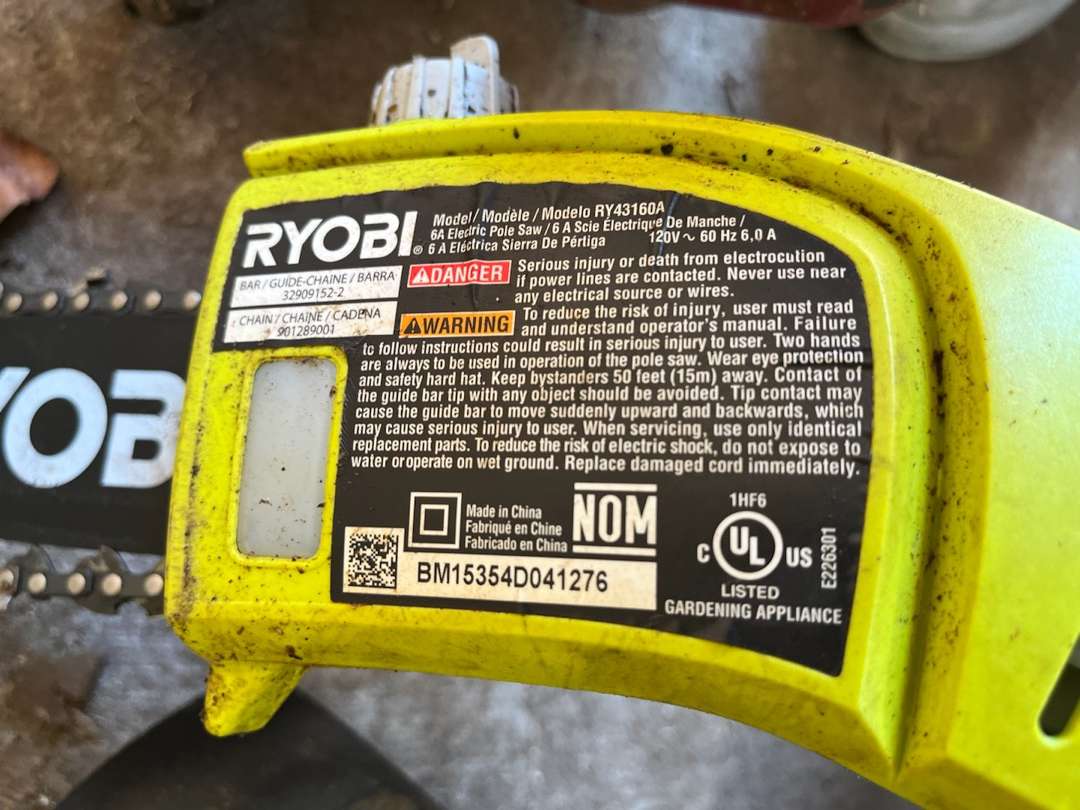 RYOBI®
Model / Modèle / Modelo RY43160A
6A Electric Pole Saw / 6 A Scie Électrique De Manche /
6 A Eléctrica Sierra De Pértiga 120V ~ 60 Hz 6,0 A
BAR / GUIDE-CHAINE / BARRA
32909152-2
CHAIN / CHAINE / CADENA
901289001
DANGER Serious injury or death from electrocution
if power lines are contacted. Never use near
any electrical source or wires.
WARNING To reduce the risk of injury, user must read
and understand operator's manual. Failure
to follow instructions could result in serious injury to user. Two hands
are always to be used in operation of the pole saw. Wear eye protection
and safety hard hat. Keep bystanders 50 feet (15m) away. Contact of
the guide bar tip with any object should be avoided. Tip contact may
cause the guide bar to move suddenly upward and backwards, which
may cause serious injury to user. When servicing, use only identical
replacement parts. To reduce the risk of electric shock, do not expose to
water oroperate on wet ground. Replace damaged cord immediately.
Made in China
Fabriqué en Chine
Fabricado en China
NOM
BM15354D041276
1HF6
C UL US
LISTED
GARDENING APPLIANCE
E226301
YOB